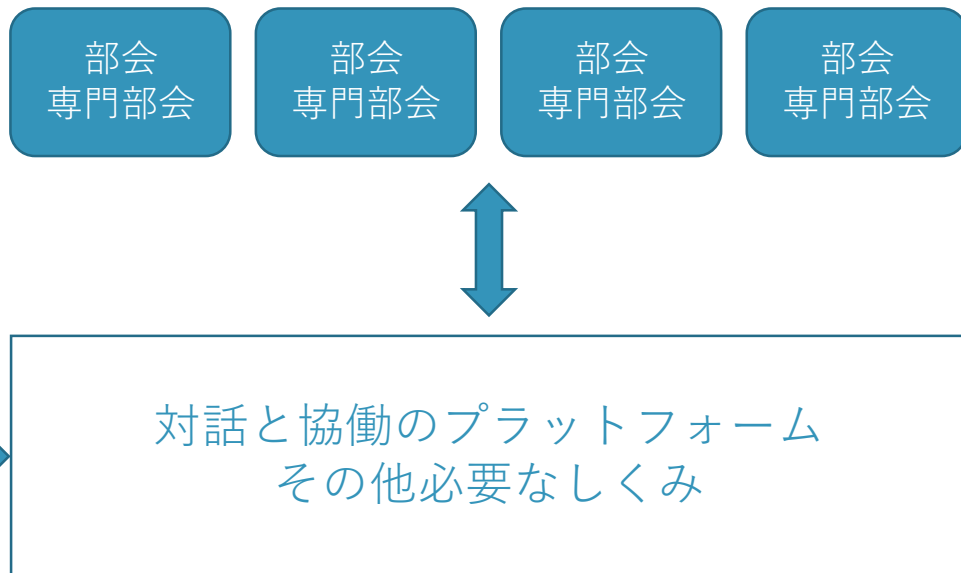 部会
専門部会
部会
専門部会
部会
専門部会
部会
専門部会
対話と協働のプラットフォーム
その他必要なしくみ